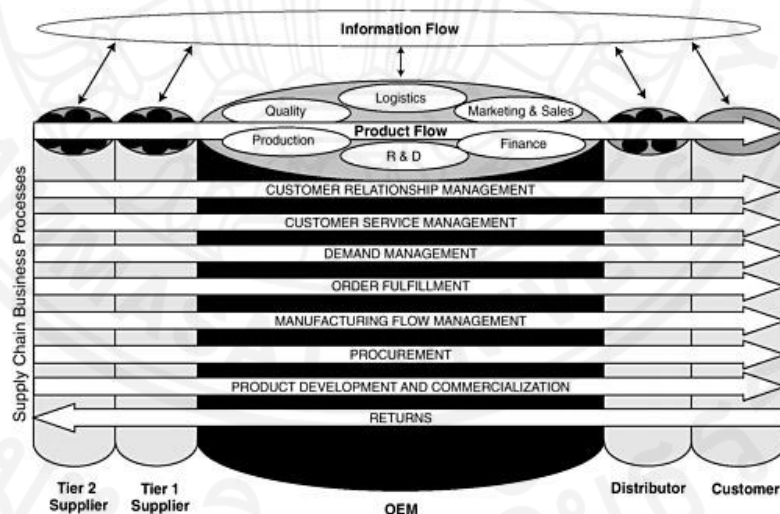 Information Flow
Logistics
Quality
Marketing & Sales
Product Flow
Production
Finance
R & D
Supply Chain Business Processes
CUSTOMER RELATIONSHIP MANAGEMENT
CUSTOMER SERVICE MANAGEMENT
DEMAND MANAGEMENT
ORDER FULFILLMENT
MANUFACTURING FLOW MANAGEMENT
PROCUREMENT
PRODUCT DEVELOPMENT AND COMMERCIALIZATION
RETURNS
Tier 2
Supplier
Tier 1
Supplier
OEM
Distributor
Customer